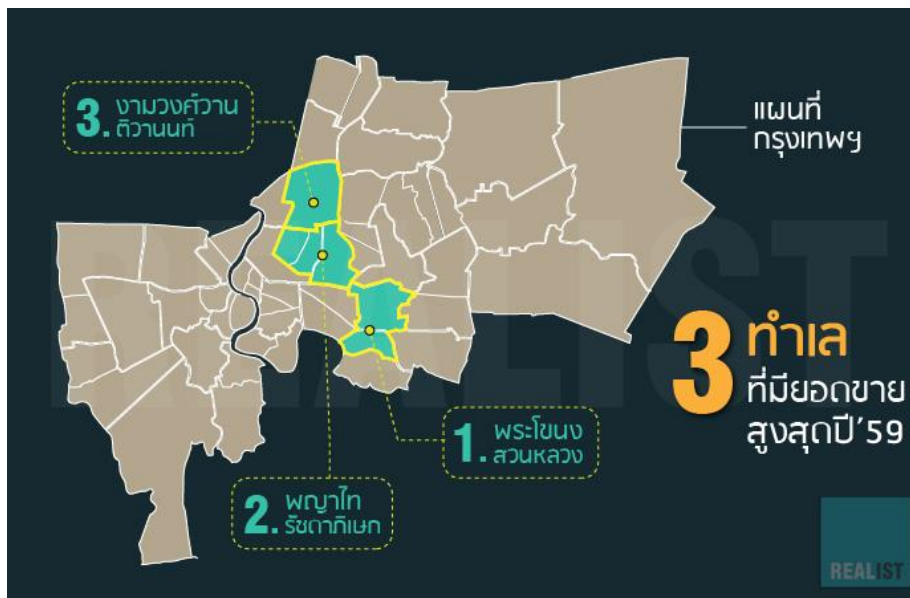 3. งามวงศ์วาน
ติวานนท์
แผนที่
กรุงเทพฯ
REALIST
3 ทำเล
ที่มียอดขาย
สูงสุดปี'59
1. พระโขนง
สวนหลวง
2. พญาไท
รัชดาภิเษก
REALIST